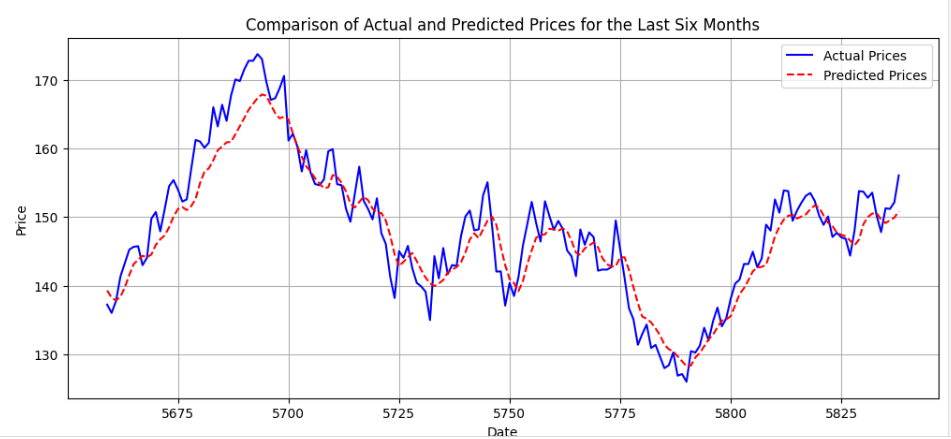 Comparison of Actual and Predicted Prices for the Last Six Months
Actual Prices
Predicted Prices
Price
170
160
150
140
130
5675 5700 5725 5750 5775 5800 5825
Date